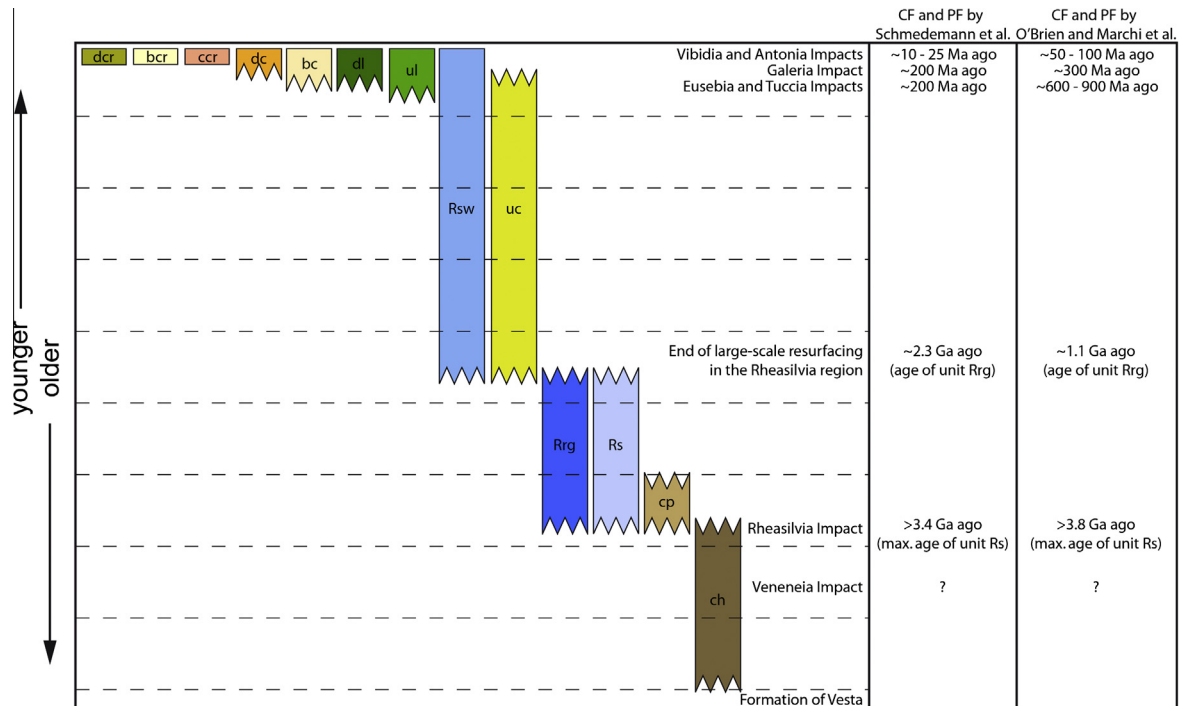 CF and PF by
Schmedemann et al.
CF and PF by
O'Brien and Marchi et al.
dcr
bcr
ccr
dc
bc
dl
ul
Vibidia and Antonia Impacts
~10 - 25 Ma ago
~50 - 100 Ma ago
Galeria Impact
~200 Ma ago
~300 Ma ago
Eusebia and Tuccia Impacts
~200 Ma ago
~600 - 900 Ma ago
Rsw
uc
younger
older
End of large-scale resurfacing
in the Rheasilvia region
~2.3 Ga ago
(age of unit Rrg)
~1.1 Ga ago
(age of unit Rrg)
Rrg
Rs
cp
Rheasilvia Impact
>3.4 Ga ago
(max. age of unit Rs)
>3.8 Ga ago
(max. age of unit Rs)
Veneneia Impact
?
?
ch
Formation of Vesta